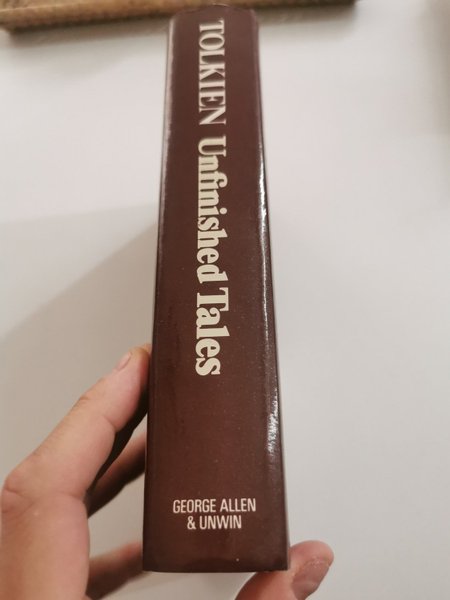 TOLKIEN Unfinished Tales
GEORGE ALLEN
& UNWIN